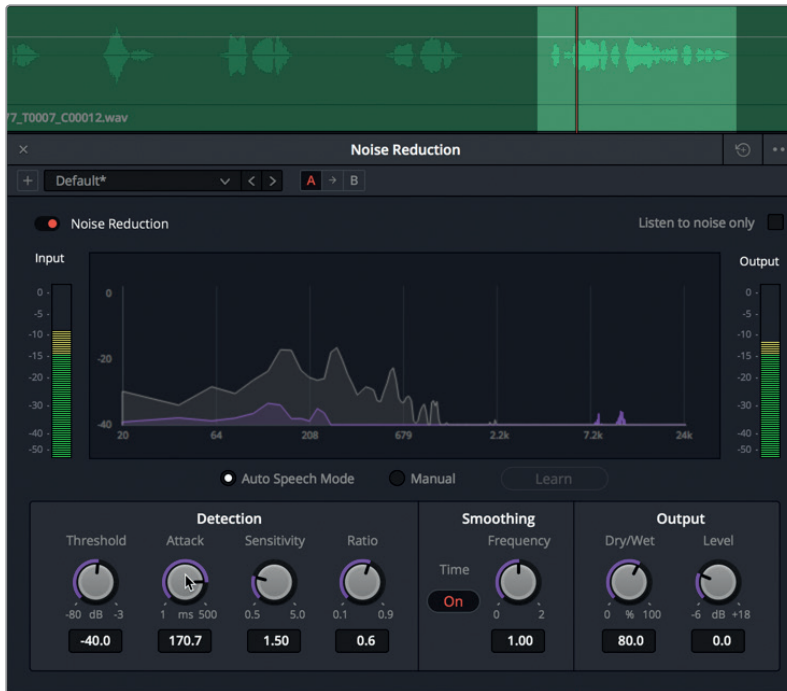 77_T0007_C00012.wav
× Noise Reduction
+ Default* < > A → B
Noise Reduction Listen to noise only
Input Output
0 -
-5 -
-10 -
-15 -
-20 -
-30 -
-40 -
-50 -
0
-20
-40
20 64 208 679 2.2k 7.2k 24k
0 -
-5 -
-10 -
-15 -
-20 -
-30 -
-40 -
-50 -
Auto Speech Mode Manual Learn
Detection
Threshold Attack Sensitivity Ratio
-80 dB -3 1 ms 500 0.5 5.0 0.1 0.9
-40.0 170.7 1.50 0.6
Smoothing
Time Frequency
On 0 2
1.00
Output
Dry/Wet Level
0 % 100 -6 dB +18
80.0 0.0